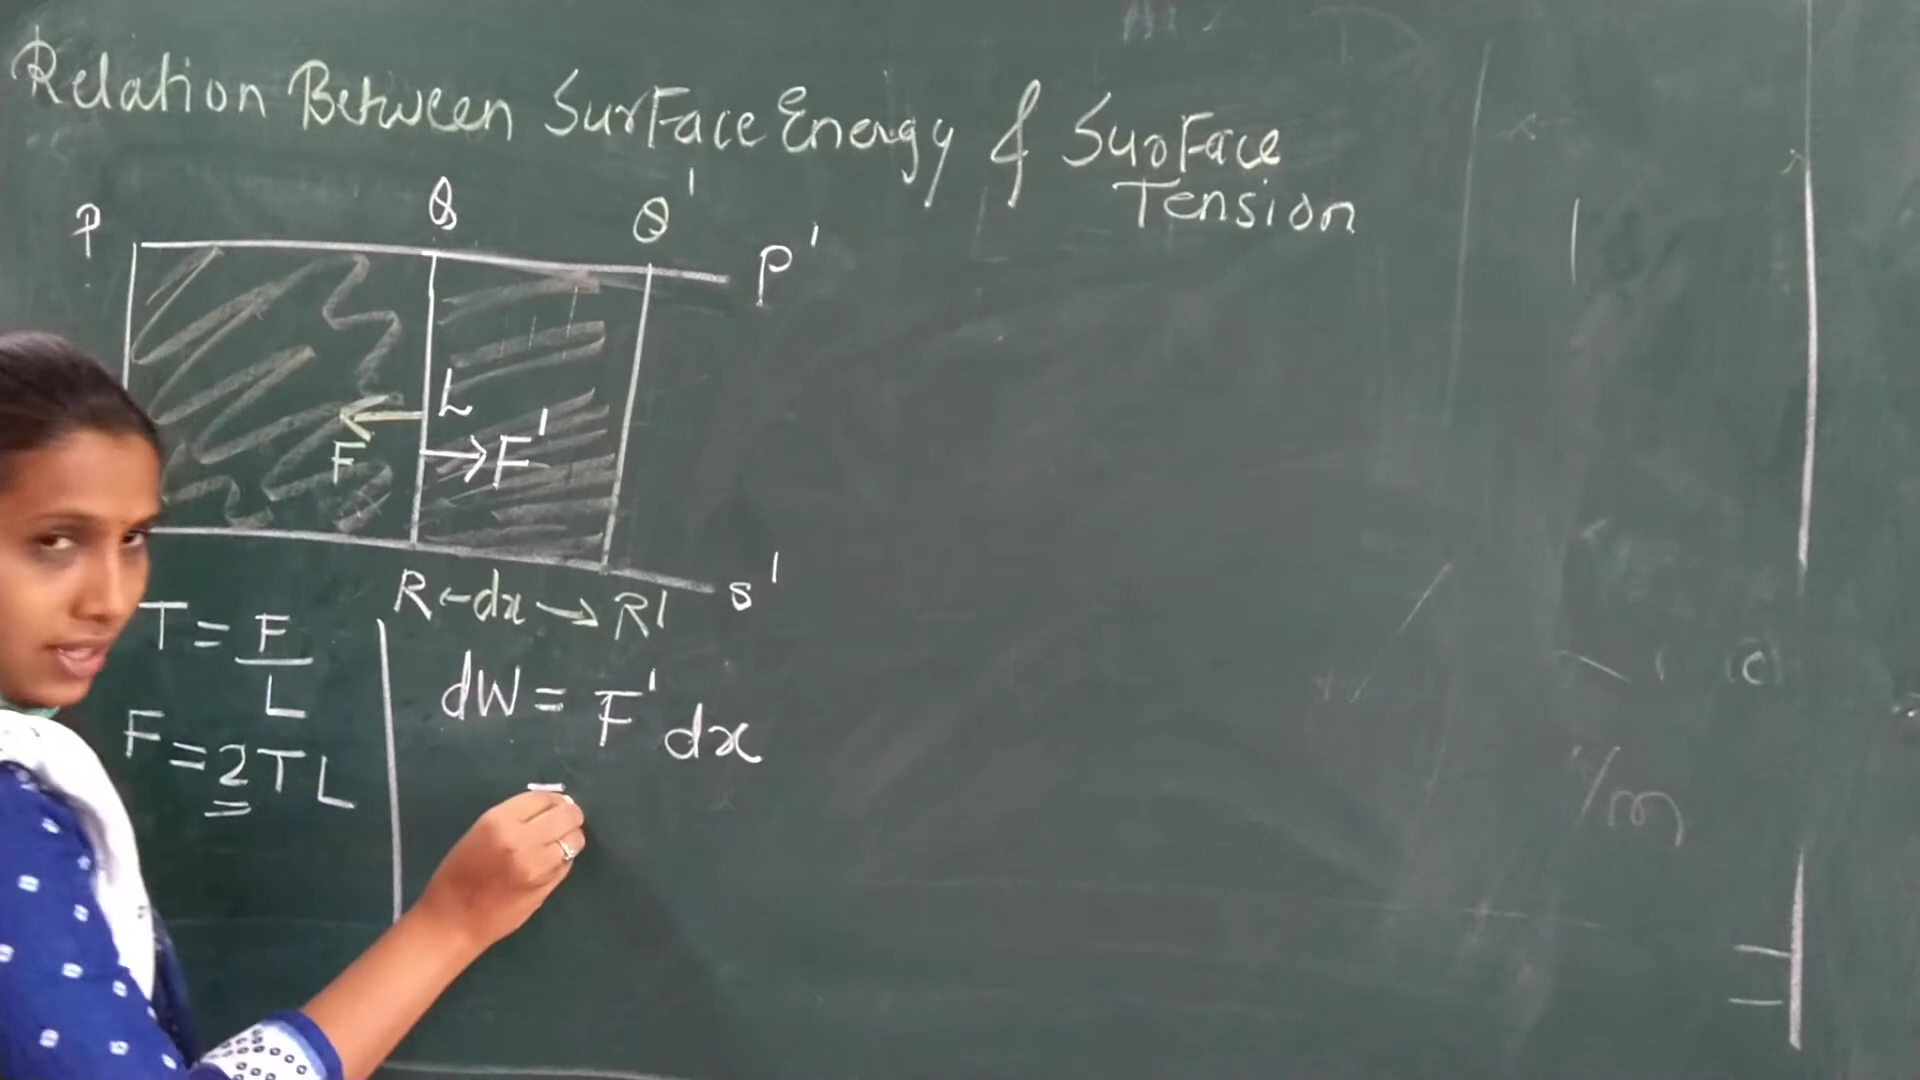 Relation Between SurFace Energy & SurFace
Tension
P Q Q' P'
L
F F'
R ←dx→ R' S'
T = F/L
F = 2TL
dW = F' dx
=
/m
(c)